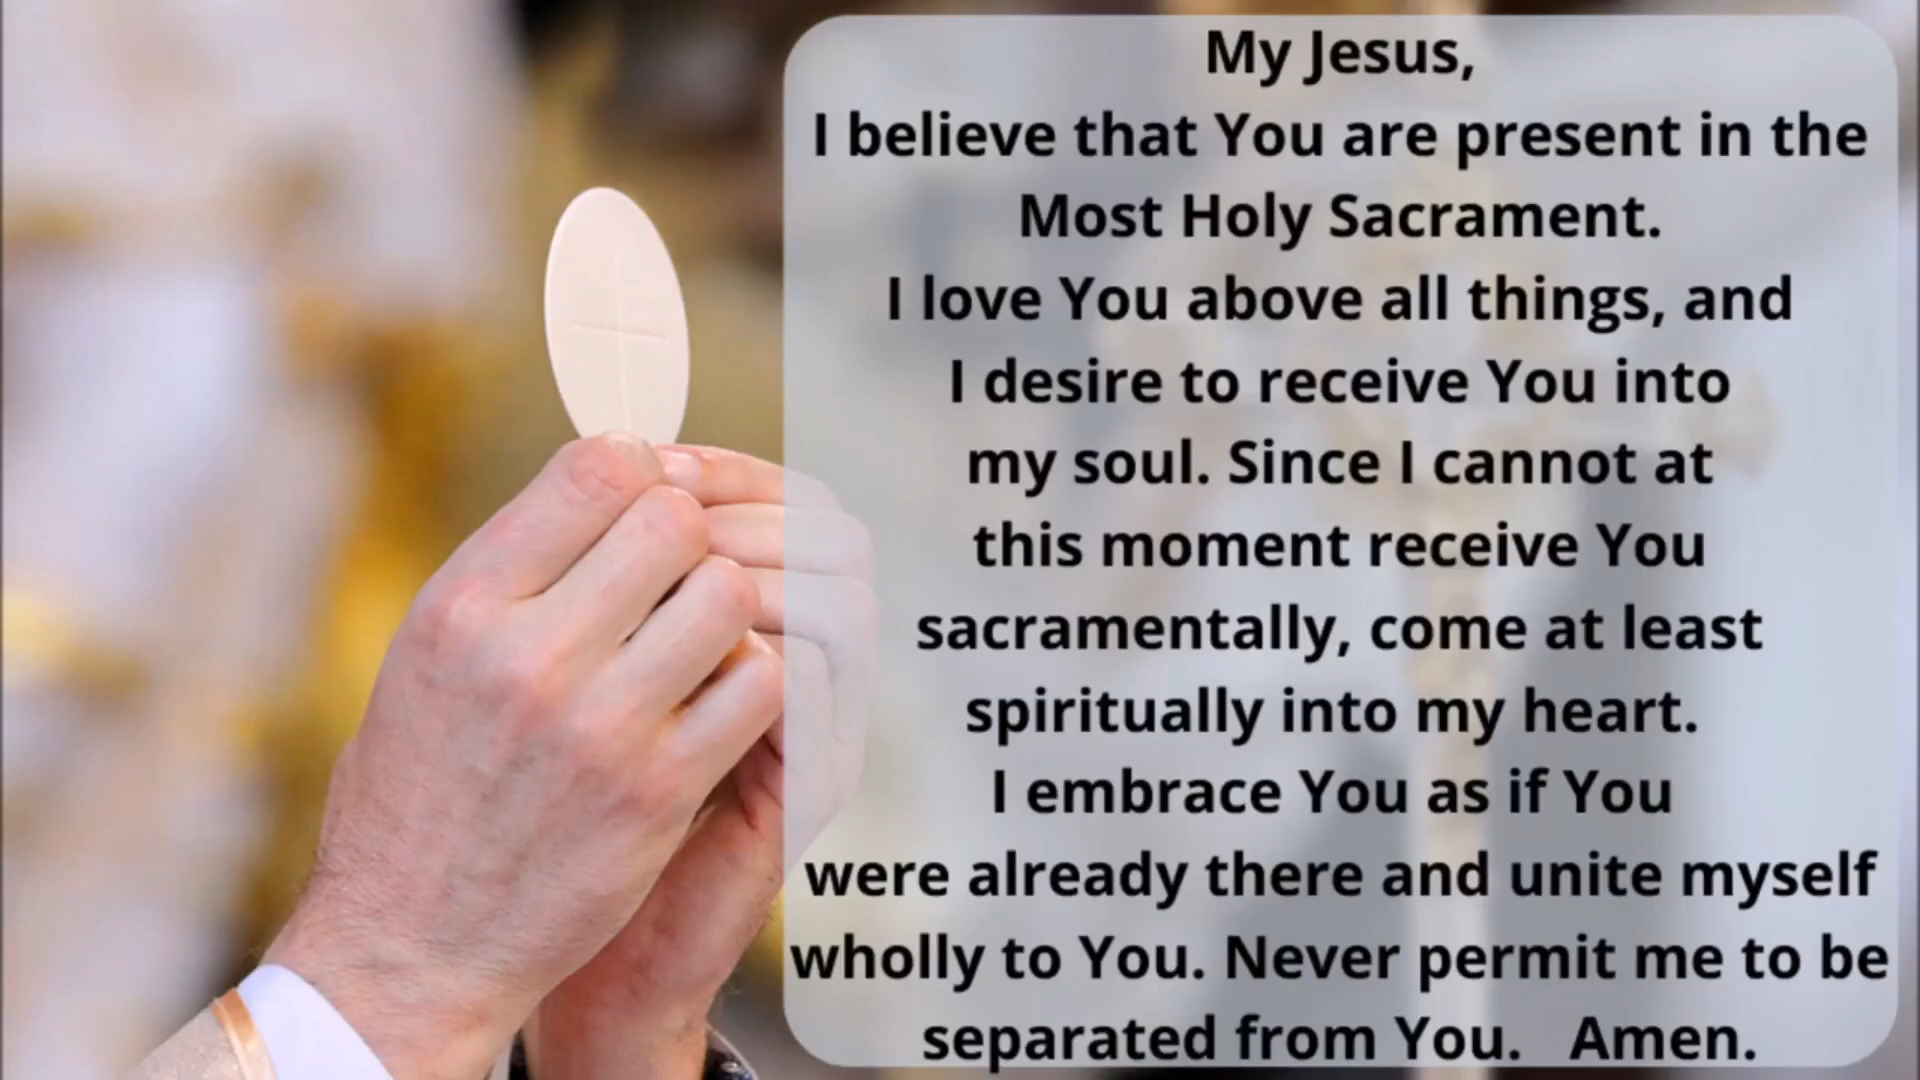 My Jesus,
I believe that You are present in the
Most Holy Sacrament.
I love You above all things, and
I desire to receive You into
my soul. Since I cannot at
this moment receive You
sacramentally, come at least
spiritually into my heart.
I embrace You as if You
were already there and unite myself
wholly to You. Never permit me to be
separated from You. Amen.